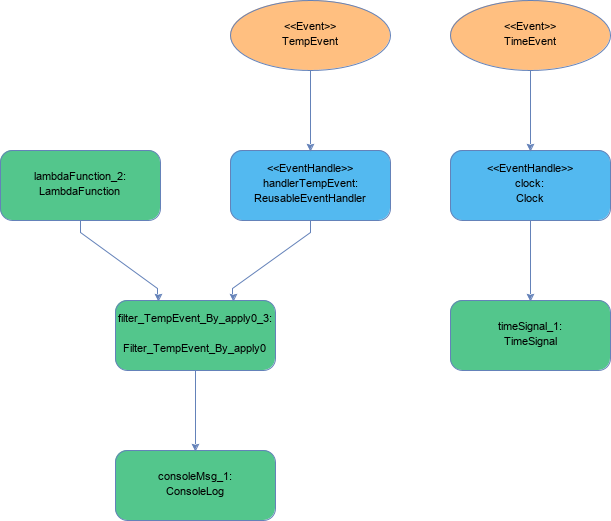 <<Event>>
TempEvent
<<Event>>
TimeEvent
lambdaFunction_2:
LambdaFunction
<<EventHandle>>
handlerTempEvent:
ReusableEventHandler
<<EventHandle>>
clock:
Clock
filter_TempEvent_By_apply0_3:
Filter_TempEvent_By_apply0
timeSignal_1:
TimeSignal
consoleMsg_1:
ConsoleLog